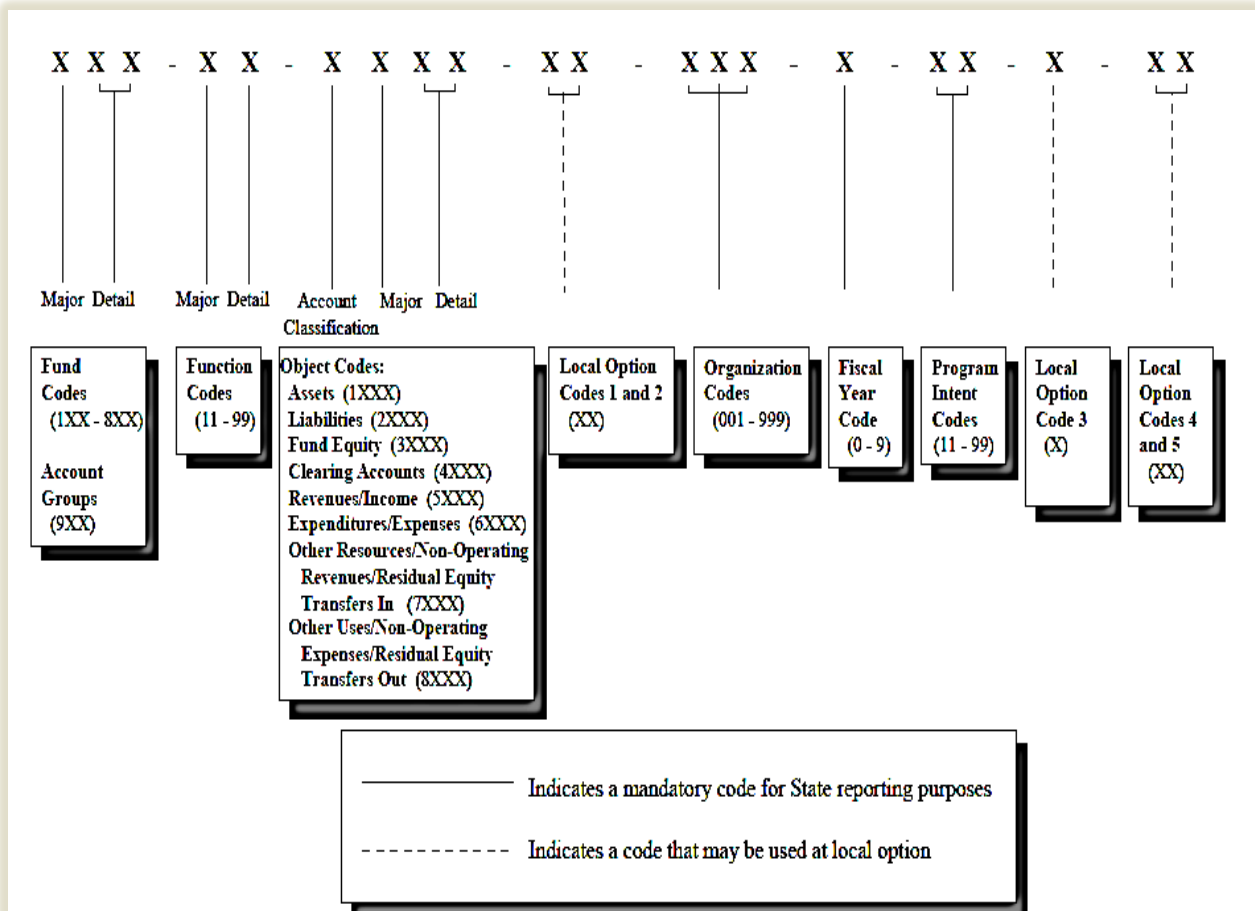 X X X - X X - X X X X - X X - X X X - X - X X - X - X X
Major Detail Major Detail Account Major Detail
Classification
Fund
Codes
(1XX - 8XX)
Account
Groups
(9XX)
Function
Codes
(11 - 99)
Object Codes:
Assets (1XXX)
Liabilities (2XXX)
Fund Equity (3XXX)
Clearing Accounts (4XXX)
Revenues/Income (5XXX)
Expenditures/Expenses (6XXX)
Other Resources/Non-Operating
Revenues/Residual Equity
Transfers In (7XXX)
Other Uses/Non-Operating
Expenses/Residual Equity
Transfers Out (8XXX)
Local Option
Codes 1 and 2
(XX)
Organization
Codes
(001 - 999)
Fiscal
Year
Code
(0 - 9)
Program
Intent
Codes
(11 - 99)
Local
Option
Code 3
(X)
Local
Option
Codes 4
and 5
(XX)
Indicates a mandatory code for State reporting purposes
Indicates a code that may be used at local option